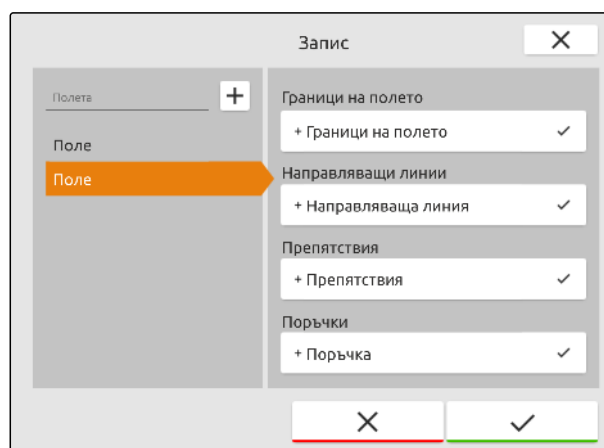 Запис
Полета
Поле
Поле
Граници на полето
+ Граници на полето
Направляващи линии
+ Направляваща линия
Препятствия
+ Препятствия
Поръчки
+ Поръчка